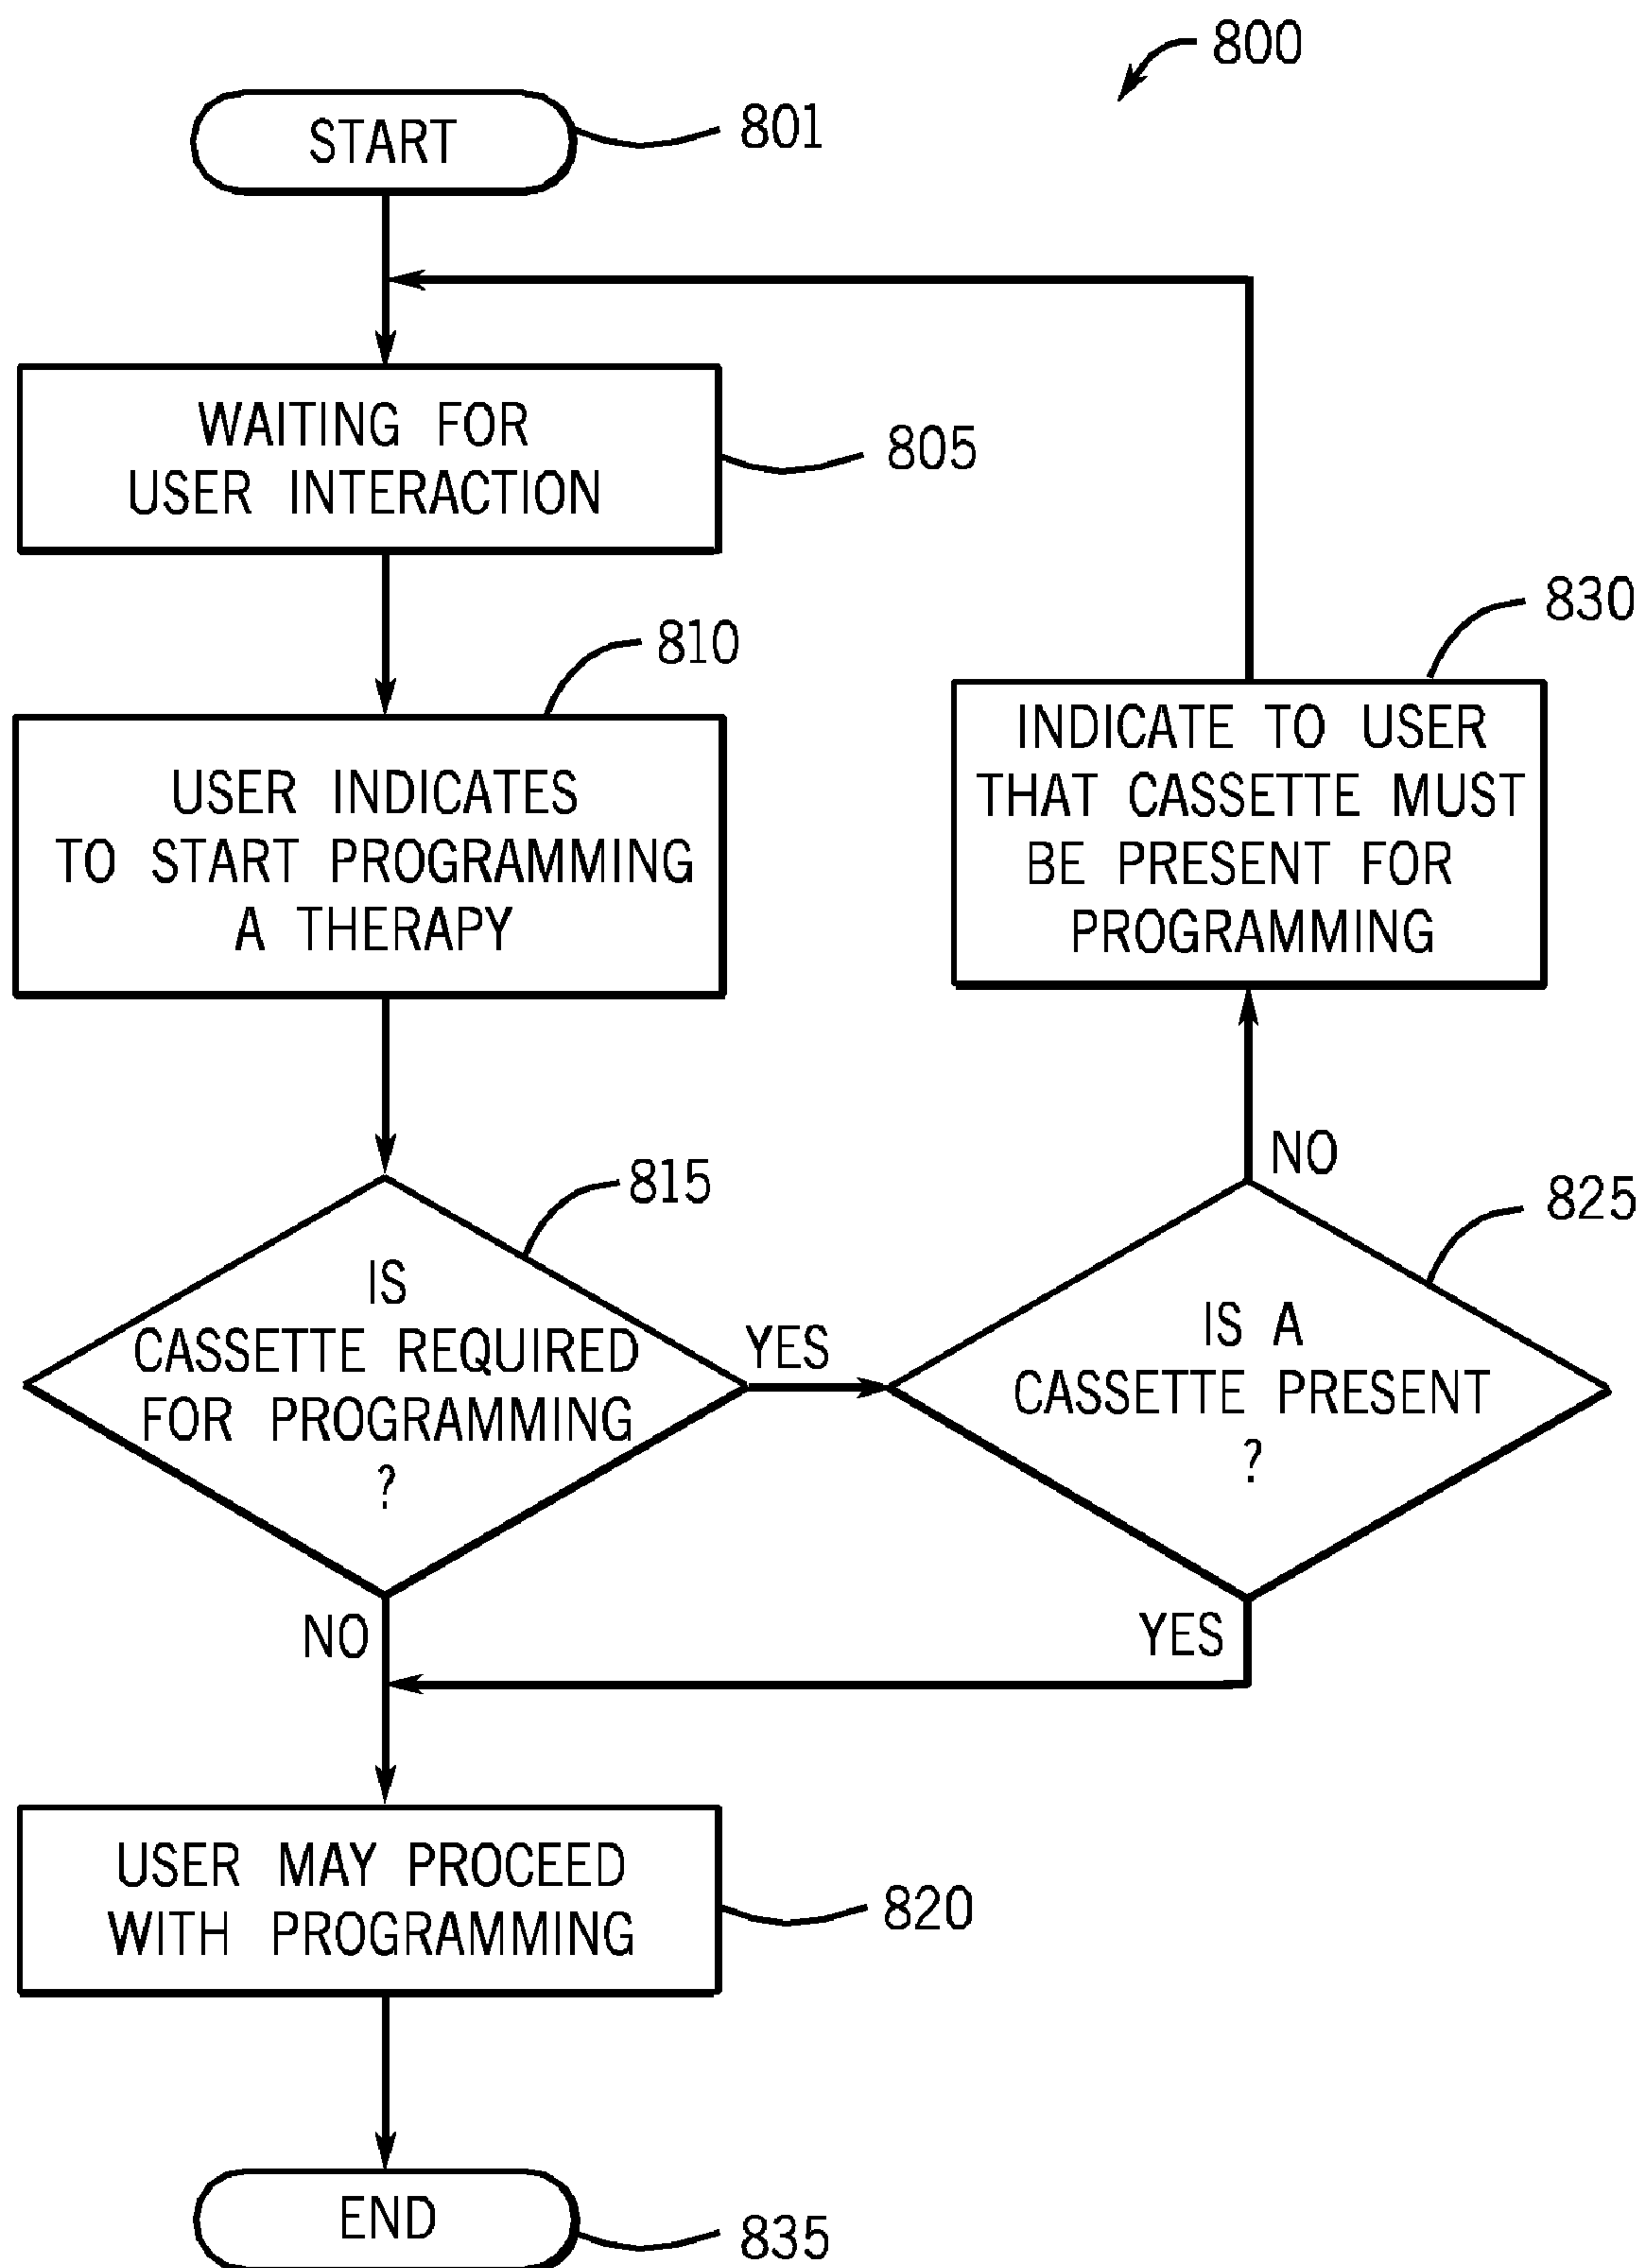 800
START
801
WAITING FOR
USER INTERACTION
805
810
USER INDICATES
TO START PROGRAMMING
A THERAPY
830
INDICATE TO USER
THAT CASSETTE MUST
BE PRESENT FOR
PROGRAMMING
815
IS
CASSETTE REQUIRED
FOR PROGRAMMING
?
YES
NO
825
IS A
CASSETTE PRESENT
?
NO
YES
USER MAY PROCEED
WITH PROGRAMMING
820
END
835